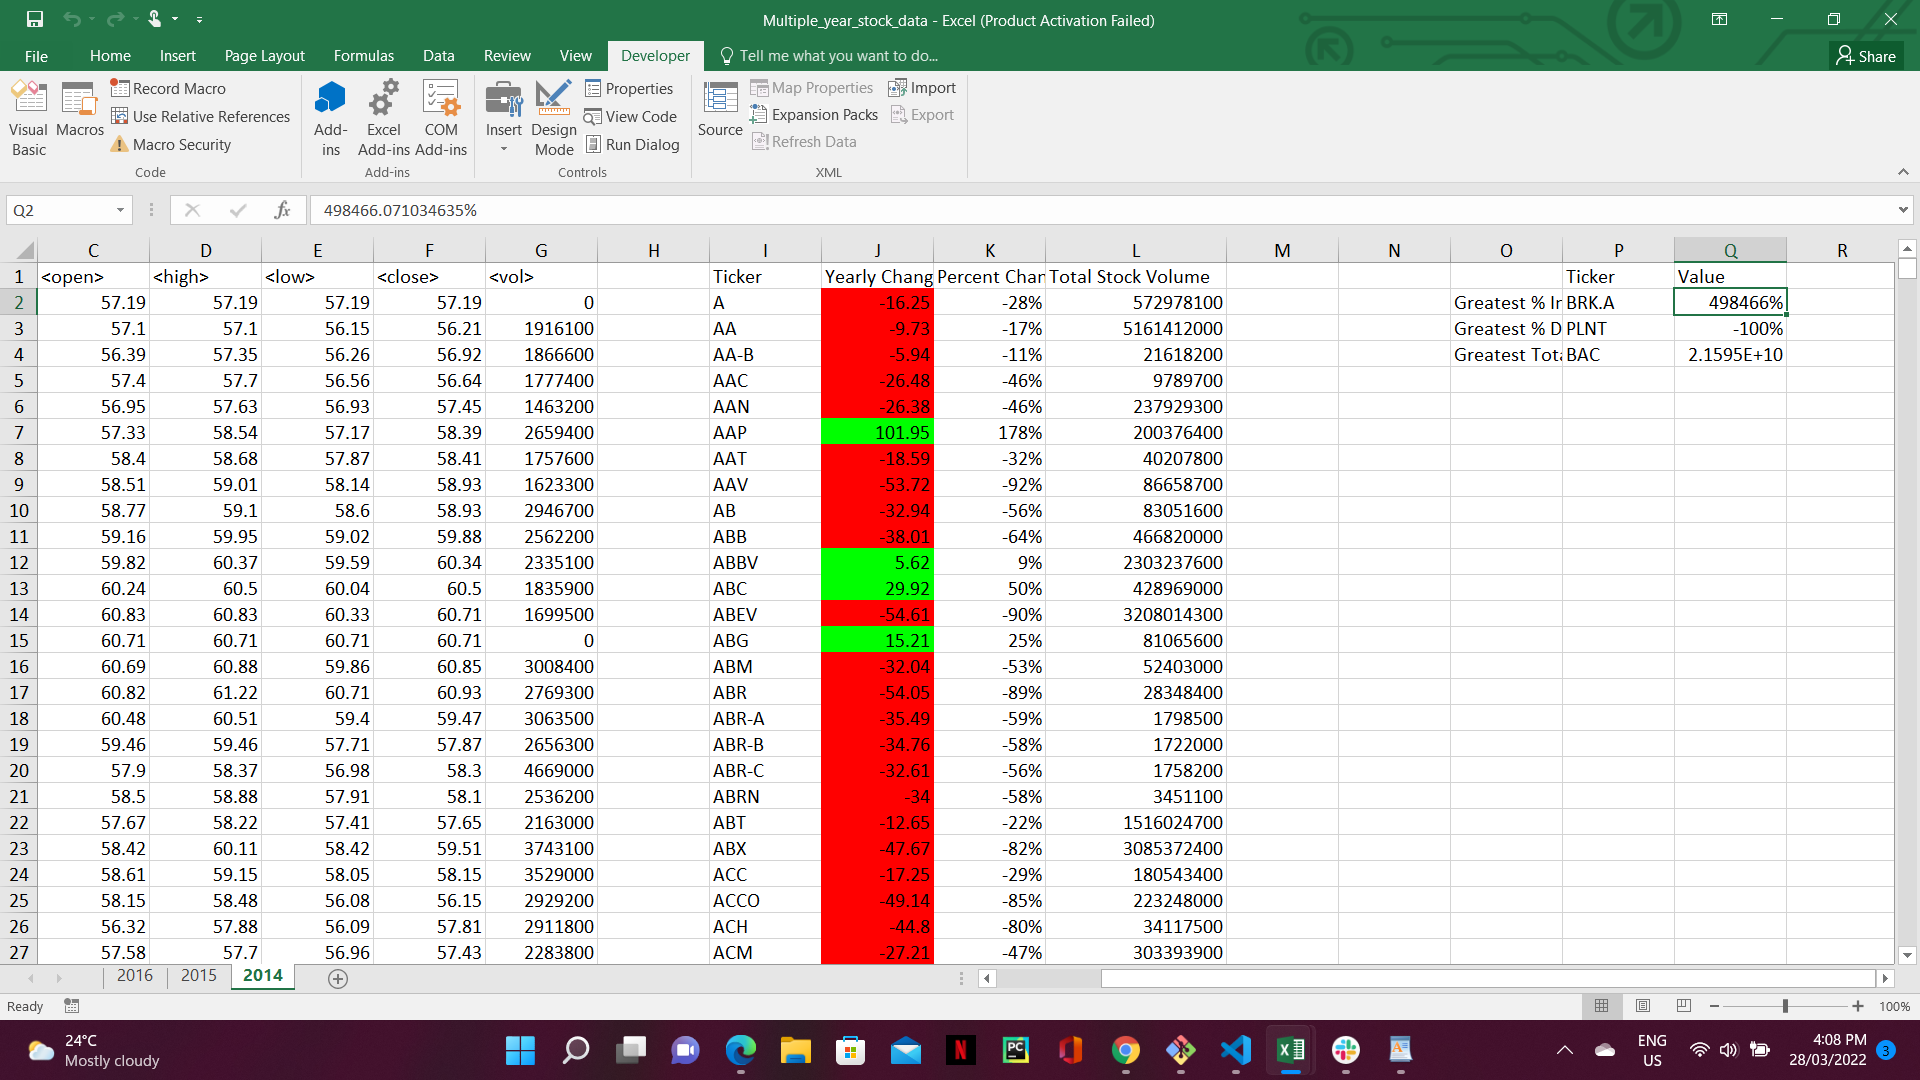 Multiple_year_stock_data - Excel (Product Activation Failed)
File Home Insert Page Layout Formulas Data Review View Developer Tell me what you want to do... Share
Visual Basic
Macros
Record Macro
Use Relative References
Macro Security
Code
Add-ins
Excel Add-ins
COM Add-ins
Add-ins
Insert
Design Mode
Properties
View Code
Run Dialog
Controls
Source
Map Properties
Expansion Packs
Refresh Data
Import
Export
XML
Q2 fx 498466.071034635%
C D E F G H I J K L M N O P Q R
1 <open> <high> <low> <close> <vol> Ticker Yearly Chang Percent Chan Total Stock Volume Ticker Value
2 57.19 57.19 57.19 57.19 0 A -16.25 -28% 572978100 Greatest % In BRK.A 498466%
3 57.1 57.1 56.15 56.21 1916100 AA -9.73 -17% 5161412000 Greatest % D PLNT -100%
4 56.39 57.35 56.26 56.92 1866600 AA-B -5.94 -11% 21618200 Greatest Tota BAC 2.1595E+10
5 57.4 57.7 56.56 56.64 1777400 AAC -26.48 -46% 9789700
6 56.95 57.63 56.93 57.45 1463200 AAN -26.38 -46% 237929300
7 57.33 58.54 57.17 58.39 2659400 AAP 101.95 178% 200376400
8 58.4 58.68 57.87 58.41 1757600 AAT -18.59 -32% 40207800
9 58.51 59.01 58.14 58.93 1623300 AAV -53.72 -92% 86658700
10 58.77 59.1 58.6 58.93 2946700 AB -32.94 -56% 83051600
11 59.16 59.95 59.02 59.88 2562200 ABB -38.01 -64% 466820000
12 59.82 60.37 59.59 60.34 2335100 ABBV 5.62 9% 2303237600
13 60.24 60.5 60.04 60.5 1835900 ABC 29.92 50% 428969000
14 60.83 60.83 60.33 60.71 1699500 ABEV -54.61 -90% 3208014300
15 60.71 60.71 60.71 60.71 0 ABG 15.21 25% 81065600
16 60.69 60.88 59.86 60.85 3008400 ABM -32.04 -53% 52403000
17 60.82 61.22 60.71 60.93 2769300 ABR -54.05 -89% 28348400
18 60.48 60.51 59.4 59.47 3063500 ABR-A -35.49 -59% 1798500
19 59.46 59.46 57.71 57.87 2656300 ABR-B -34.76 -58% 1722000
20 57.9 58.37 56.98 58.3 4669000 ABR-C -32.61 -56% 1758200
21 58.5 58.88 57.91 58.1 2536200 ABRN -34 -58% 3451100
22 57.67 58.22 57.41 57.65 2163000 ABT -12.65 -22% 1516024700
23 58.42 60.11 58.42 59.51 3743100 ABX -47.67 -82% 3085372400
24 58.61 59.15 58.05 58.15 3529000 ACC -17.25 -29% 180543400
25 58.15 58.48 56.08 56.15 2929200 ACCO -49.14 -85% 223248000
26 56.32 57.88 56.09 57.81 2911800 ACH -44.8 -80% 34117500
27 57.58 57.7 56.96 57.43 2283800 ACM -27.21 -47% 303393900
2016 2015 2014
Ready 100%
24°C
Mostly cloudy
N
PC
ENG
US
4:08 PM
28/03/2022
3